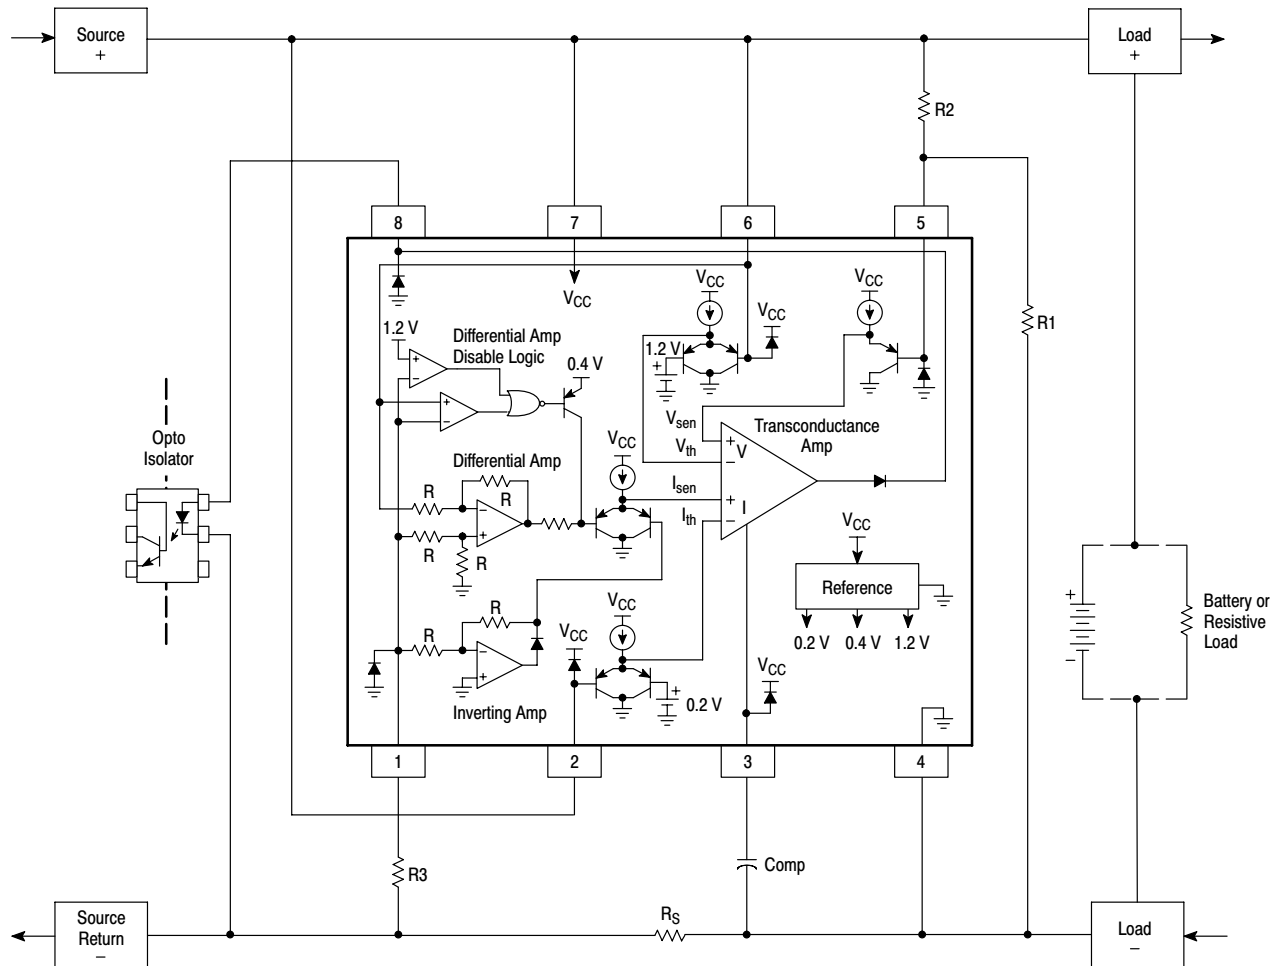 Source
+
Load
+
R2
8
7
6
5
VCC
VCC
VCC
VCC
R1
1.2 V
Differential Amp
Disable Logic
0.4 V
1.2 V
+
+
−
+
−
Vsen
Vth
Transconductance
Amp
+
V
−
Opto
Isolator
Differential Amp
VCC
Isen
Ith
+
I
−
R
R
−
+
R
R
VCC
Reference
0.2 V
0.4 V
1.2 V
+
−
Battery or
Resistive
Load
R
R
−
+
VCC
VCC
VCC
+
0.2 V
Inverting Amp
1
2
3
4
R3
Comp
Source
Return
−
RS
Load
−